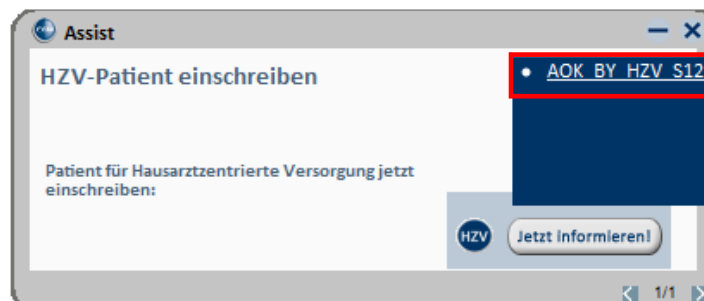 Assist
HZV-Patient einschreiben
AOK_BY_HZV_S12
Patient für Hausarztzentrierte Versorgung jetzt
einschreiben:
HZV
Jetzt informieren!
1/1